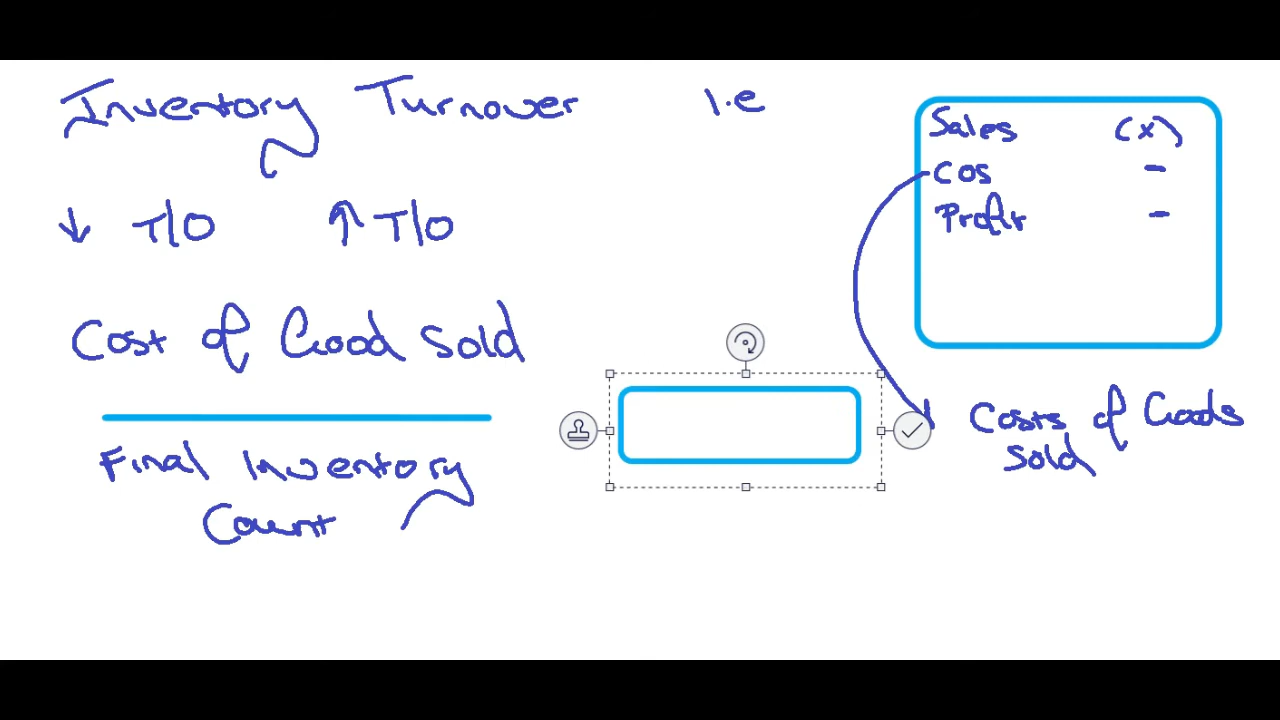 Inventory Turnover i.e
↓ T/O ↑ T/O
Cost of Good Sold
Final Inventory
Count
Sales (x)
COS -
Profit -
Costs of Goods
Sold